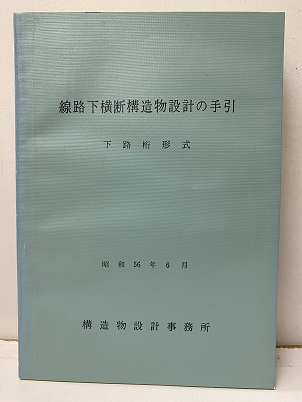 線路下横断構造物設計の手引
下路桁形式
昭和56年6月
構造物設計事務所